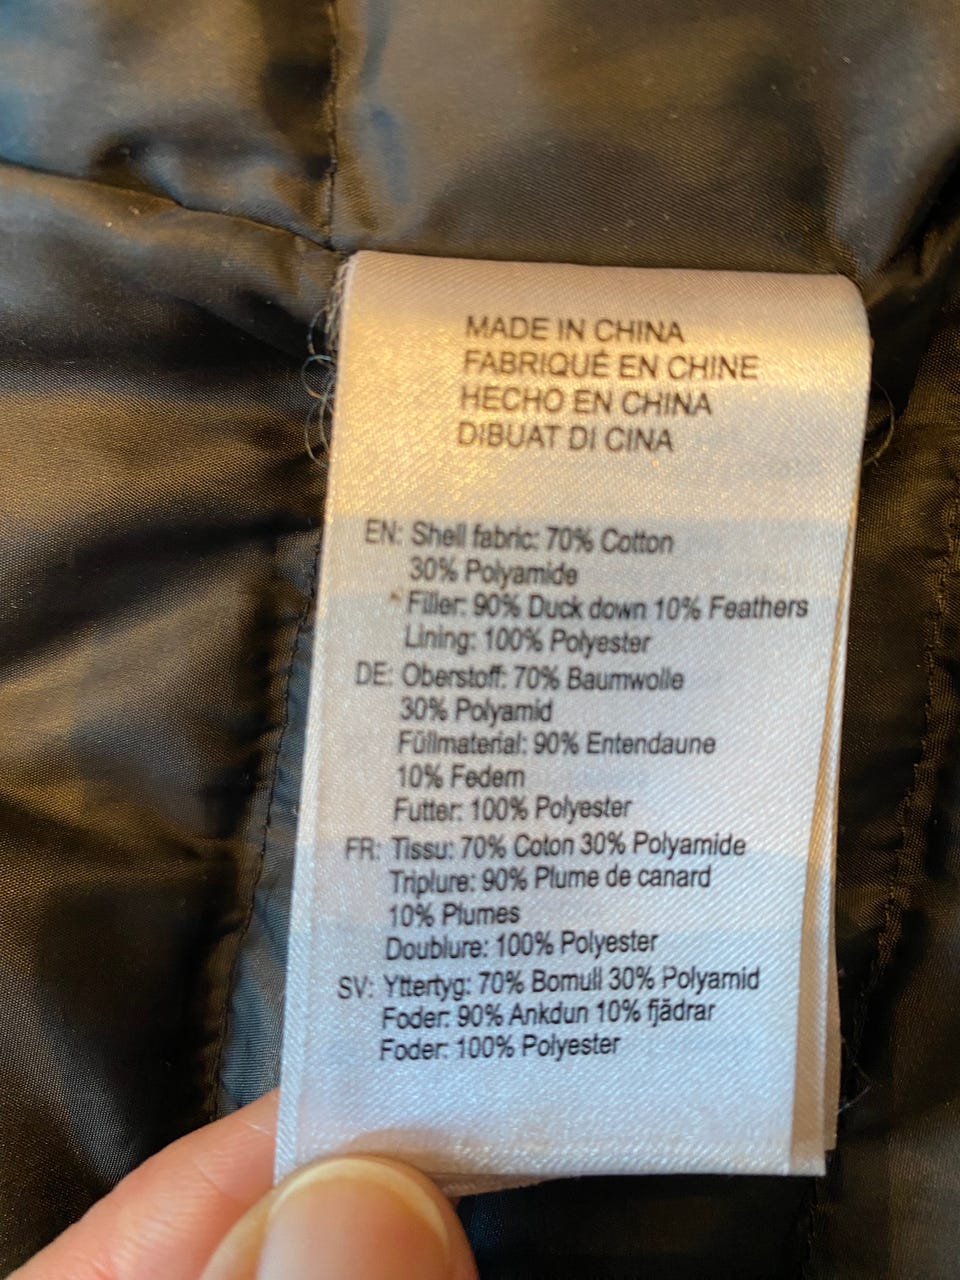 MADE IN CHINA
FABRIQUÉ EN CHINE
HECHO EN CHINA
DIBUAT DI CINA
EN: Shell fabric: 70% Cotton
30% Polyamide
Filler: 90% Duck down 10% Feathers
Lining: 100% Polyester
DE: Oberstoff: 70% Baumwolle
30% Polyamid
Füllmaterial: 90% Entendaune
10% Federn
Futter: 100% Polyester
FR: Tissu: 70% Coton 30% Polyamide
Triplure: 90% Plume de canard
10% Plumes
Doublure: 100% Polyester
SV: Yttertyg: 70% Bomull 30% Polyamid
Foder: 90% Ankdun 10% fjädrar
Foder: 100% Polyester